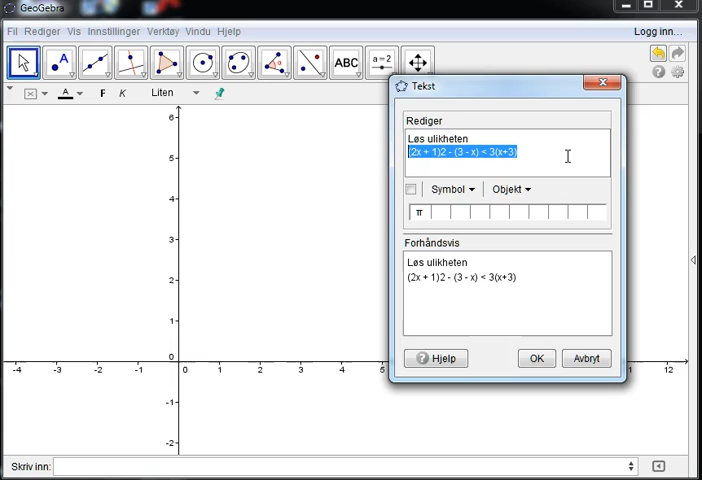 GeoGebra
Fil Rediger Vis Innstillinger Verktøy Vindu Hjelp Logg inn...
ABC a=2
F K Liten
Tekst
Rediger
Løs ulikheten
(2x + 1)2 - (3 - x) < 3(x+3)
Symbol Objekt
π
Forhåndsvis
Løs ulikheten
(2x + 1)2 - (3 - x) < 3(x+3)
Hjelp OK Avbryt
6
5
4
3
2
1
0
-4 -3 -2 -1 0 1 2 3 4 5 11 12
-1
-2
Skriv inn: